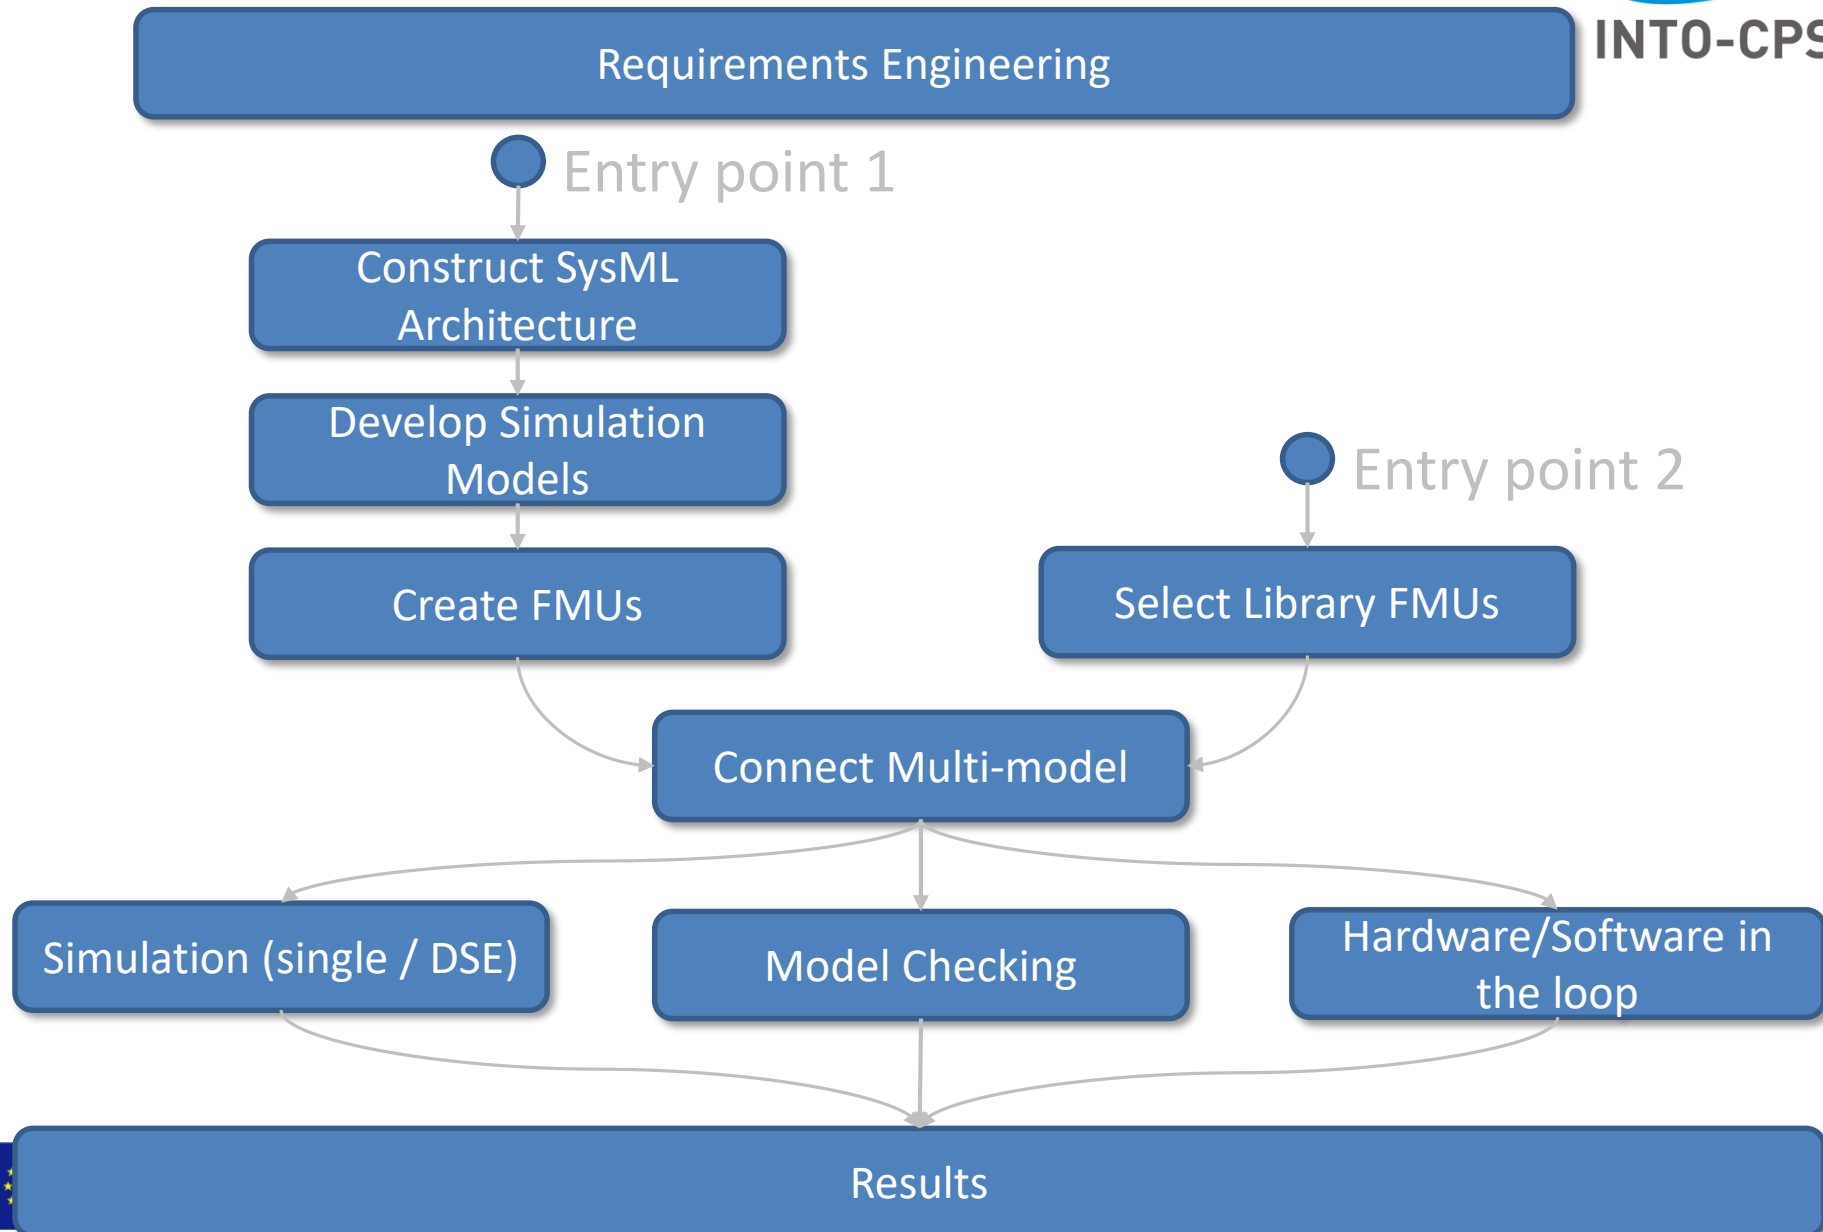 INTO-CPS
Requirements Engineering
Entry point 1
Construct SysML
Architecture
Develop Simulation
Models
Entry point 2
Create FMUs
Select Library FMUs
Connect Multi-model
Simulation (single / DSE)
Model Checking
Hardware/Software in
the loop
Results